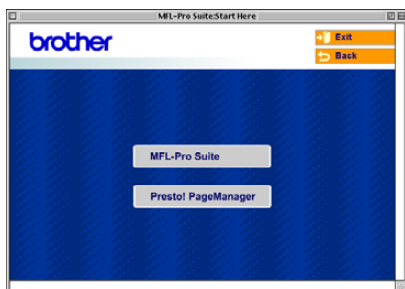 MFL-Pro Suite:Start Here
brother
Exit
Back
MFL-Pro Suite
Presto! PageManager